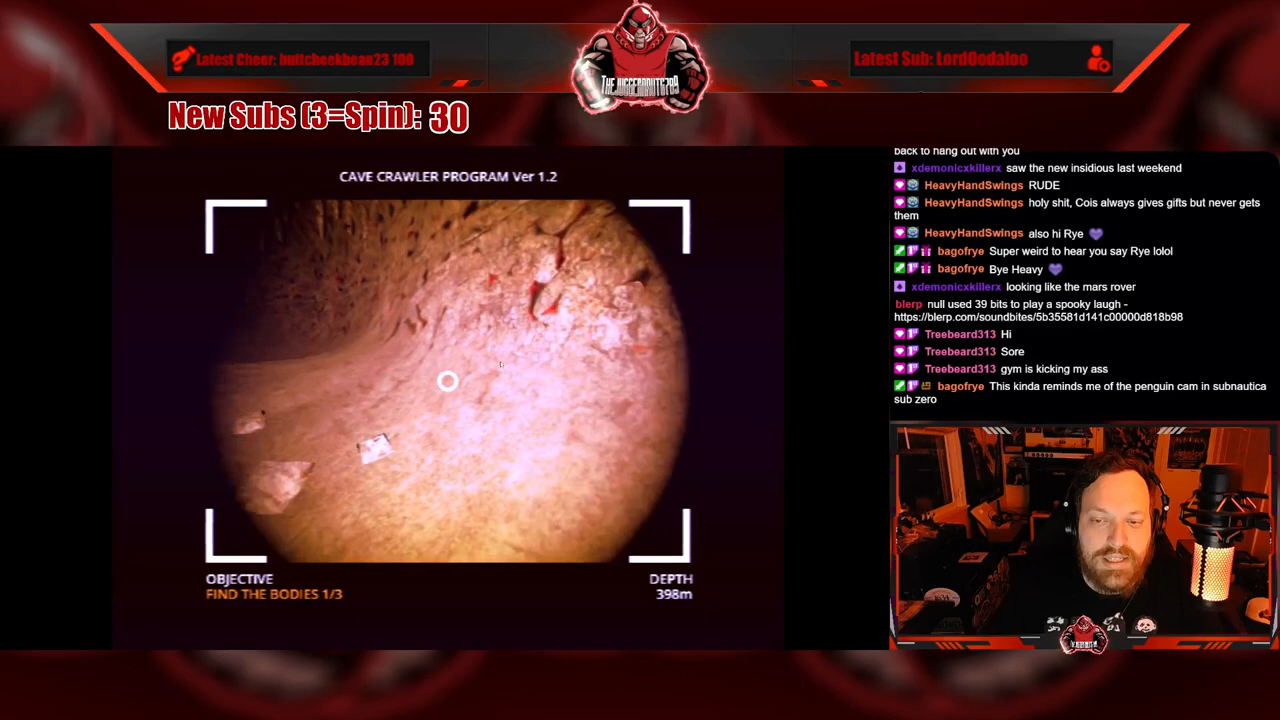 Latest Cheer: buttcheekbean23 100
THEJUGGERNAUT6789
Latest Sub: LordOodaloo
New Subs (3=Spin): 30
CAVE CRAWLER PROGRAM Ver 1.2
OBJECTIVE
FIND THE BODIES 1/3
DEPTH
398m
back to hang out with you
xdemonicxkillerx saw the new insidious last weekend
HeavyHandSwings RUDE
HeavyHandSwings holy shit, Cois always gives gifts but never gets
them
HeavyHandSwings also hi Rye
bagofrye Super weird to hear you say Rye lolol
bagofrye Bye Heavy
xdemonicxkillerx looking like the mars rover
blerp null used 39 bits to play a spooky laugh -
https://blerp.com/soundbites/5b35581d141c00000d818b98
Treebeard313 Hi
Treebeard313 Sore
Treebeard313 gym is kicking my ass
bagofrye This kinda reminds me of the penguin cam in subnautica
sub zero